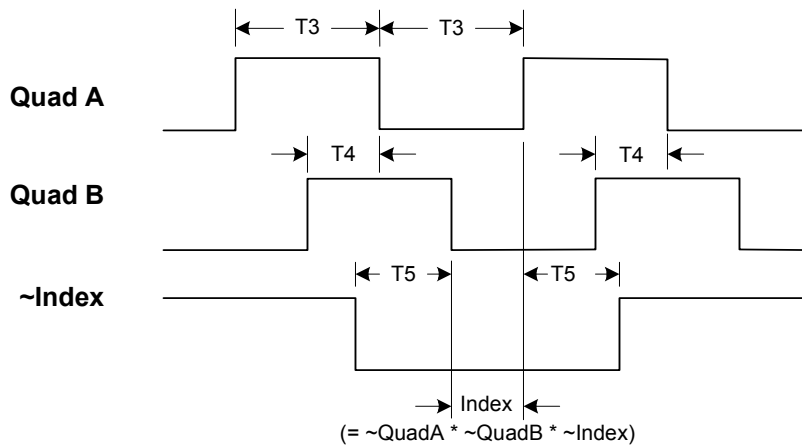 T3 T3
Quad A
T4 T4
Quad B
T5 T5
~Index
Index
(= ~QuadA * ~QuadB * ~Index)